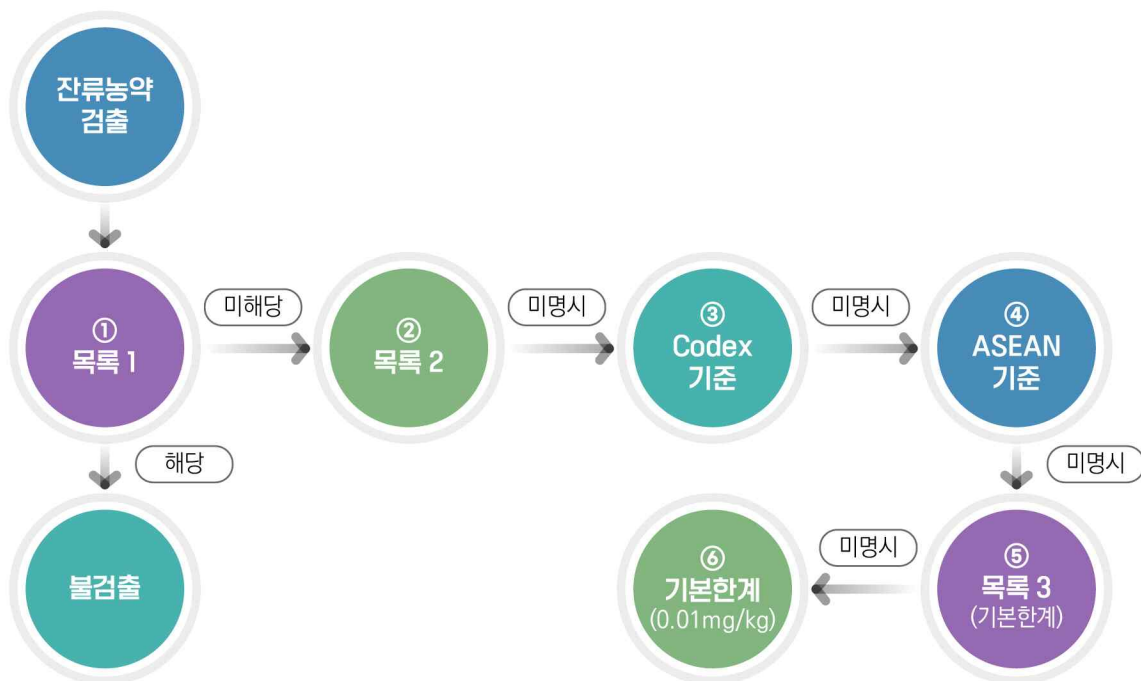 잔류농약
검출
①
목록 1
미해당
②
목록 2
미명시
③
Codex
기준
미명시
④
ASEAN
기준
해당
미명시
불검출
⑥
기본한계
(0.01mg/kg)
미명시
⑤
목록 3
(기본한계)